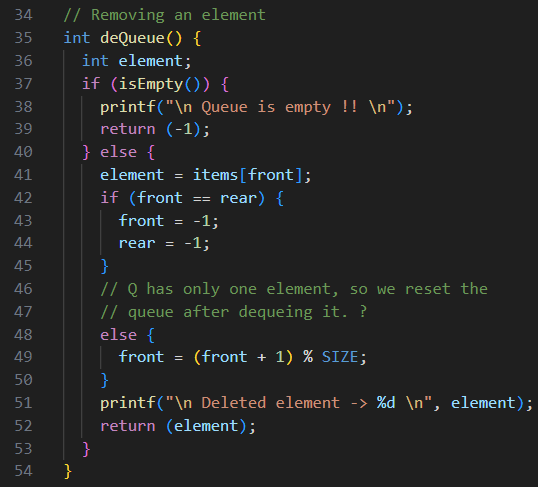 34 // Removing an element
35 int deQueue() {
36 int element;
37 if (isEmpty()) {
38 printf("\n Queue is empty !! \n");
39 return (-1);
40 } else {
41 element = items[front];
42 if (front == rear) {
43 front = -1;
44 rear = -1;
45 }
46 // Q has only one element, so we reset the
47 // queue after dequeing it. ?
48 else {
49 front = (front + 1) % SIZE;
50 }
51 printf("\n Deleted element -> %d \n", element);
52 return (element);
53 }
54 }